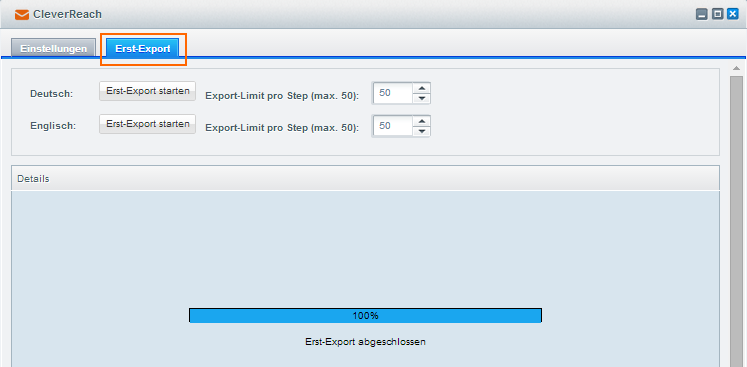 CleverReach
Einstellungen Erst-Export
Deutsch: Erst-Export starten Export-Limit pro Step (max. 50): 50
Englisch: Erst-Export starten Export-Limit pro Step (max. 50): 50
Details
100%
Erst-Export abgeschlossen